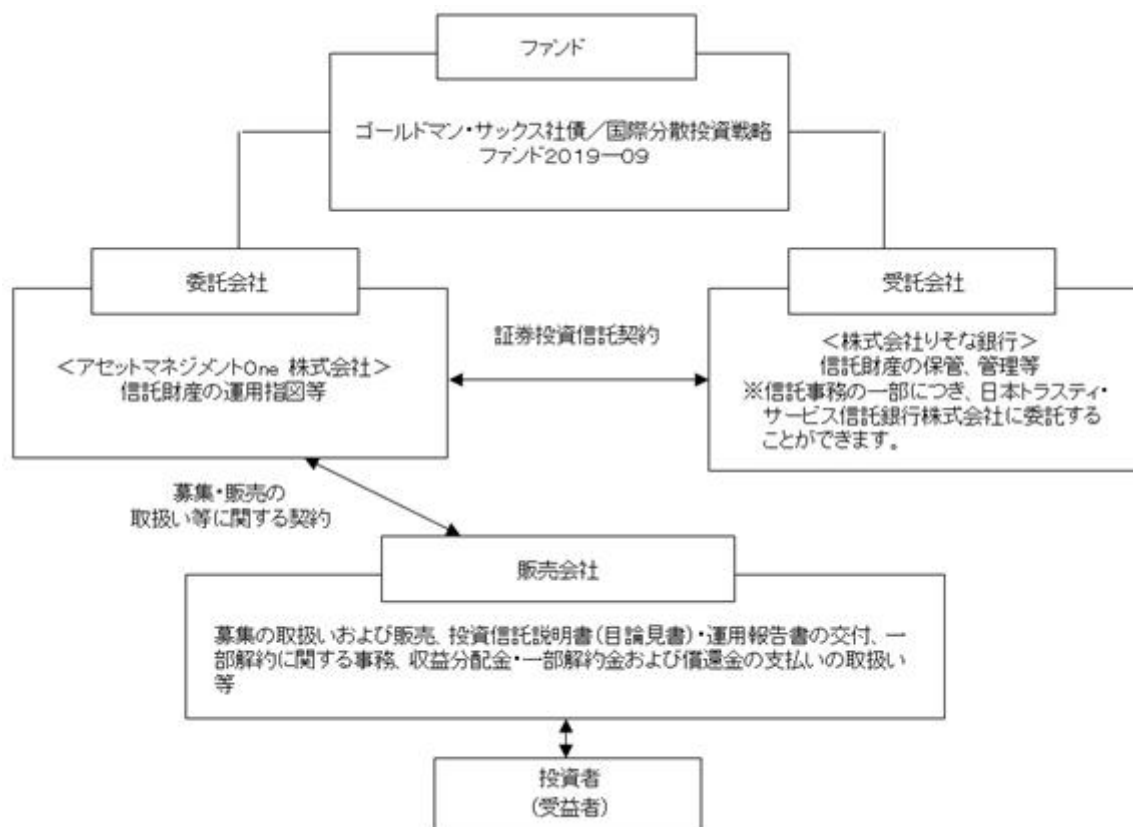 ファンド
ゴールドマン・サックス社債／国際分散投資戦略
ファンド2019―09
委託会社
＜アセットマネジメントOne 株式会社＞
信託財産の運用指図等
証券投資信託契約
受託会社
＜株式会社りそな銀行＞
信託財産の保管、管理等
※信託事務の一部につき、日本トラスティ・
サービス信託銀行株式会社に委託する
ことができます。
募集・販売の
取扱い等に関する契約
販売会社
募集の取扱いおよび販売、投資信託説明書（目論見書）・運用報告書の交付、一
部解約に関する事務、収益分配金・一部解約金および償還金の支払いの取扱い
等
投資者
（受益者）